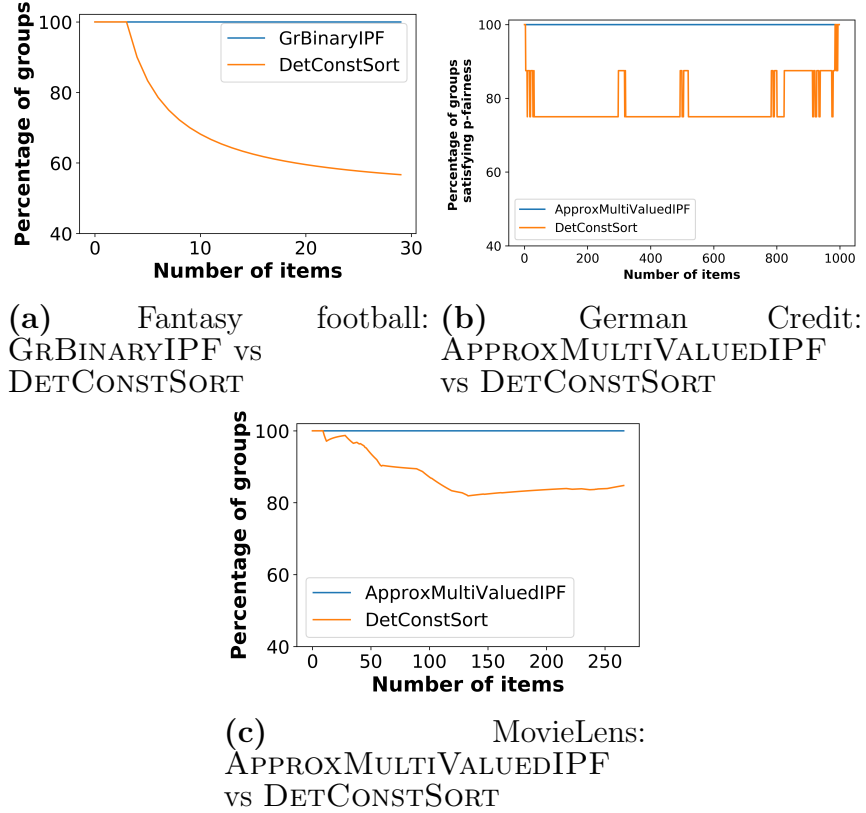 Percentage of groups
100
80
60
40
GrBinaryIPF
DetConstSort
0 10 20 30
Number of items
Percentage of groups
satisfying p-fairness
100
80
60
40
ApproxMultiValuedIPF
DetConstSort
0 200 400 600 800 1000
Number of items
(a) Fantasy football:
GRBINARYIPF vs
DETCONSTSORT
(b) German Credit:
APPROXMULTIVALUEDIPF
vs DETCONSTSORT
Percentage of groups
100
80
60
40
ApproxMultiValuedIPF
DetConstSort
0 50 100 150 200 250
Number of items
(c) MovieLens:
APPROXMULTIVALUEDIPF
vs DETCONSTSORT